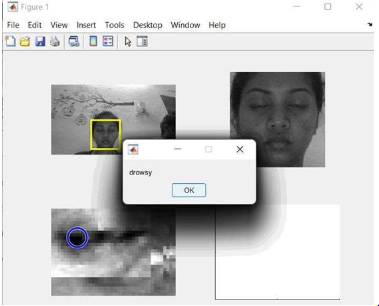 Figure 1
File Edit View Insert Tools Desktop Window Help
drowsy
OK